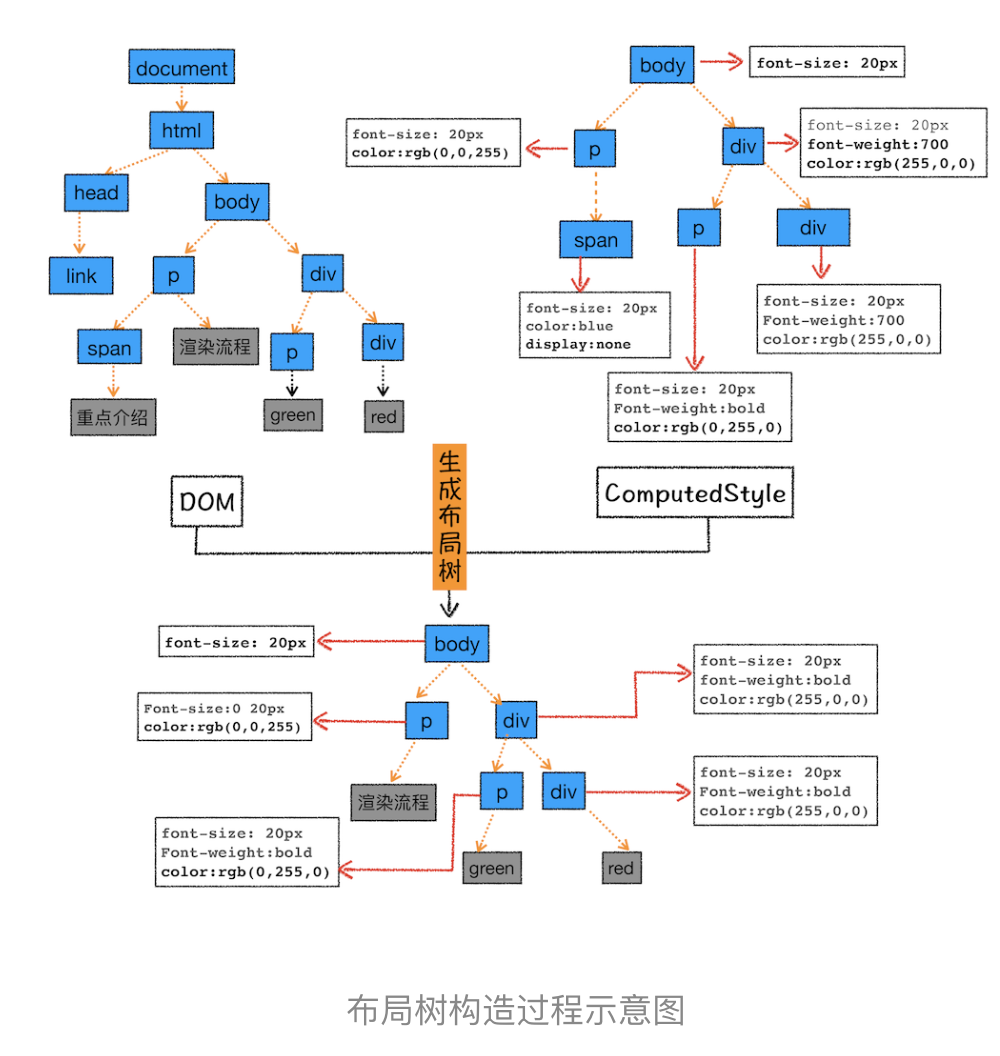 document
html
head
body
link
p
div
span
渲染流程
p
div
重点介绍
green
red
body
font-size: 20px
font-size: 20px
color:rgb(0,0,255)
p
div
font-size: 20px
font-weight:700
color:rgb(255,0,0)
span
p
div
font-size: 20px
color:blue
display:none
font-size: 20px
Font-weight:700
color:rgb(255,0,0)
font-size: 20px
Font-weight:bold
color:rgb(0,255,0)
DOM
生成布局树
ComputedStyle
font-size: 20px
body
Font-size:0 20px
color:rgb(0,0,255)
p
div
font-size: 20px
font-weight:bold
color:rgb(255,0,0)
渲染流程
p
div
font-size: 20px
Font-weight:bold
color:rgb(255,0,0)
font-size: 20px
Font-weight:bold
color:rgb(0,255,0)
green
red
布局树构造过程示意图